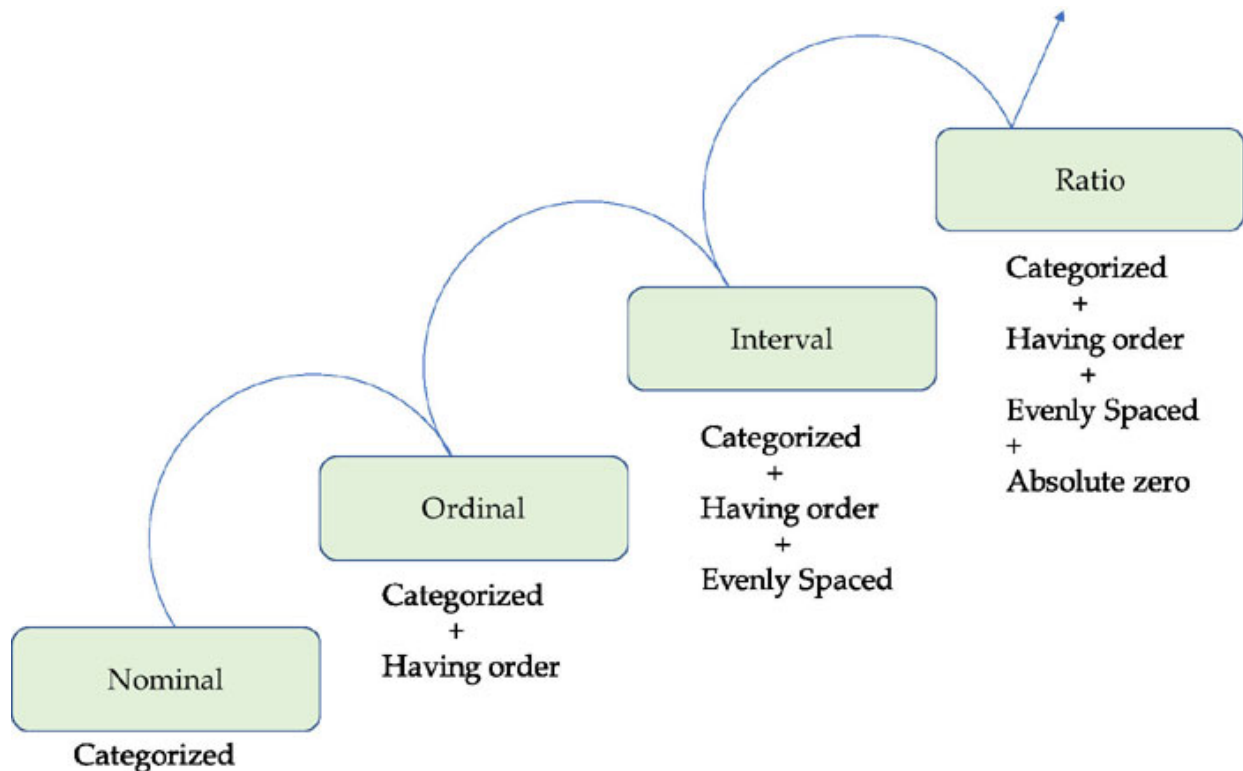 Nominal
Categorized
Ordinal
Categorized
+
Having order
Interval
Categorized
+
Having order
+
Evenly Spaced
Ratio
Categorized
+
Having order
+
Evenly Spaced
+
Absolute zero